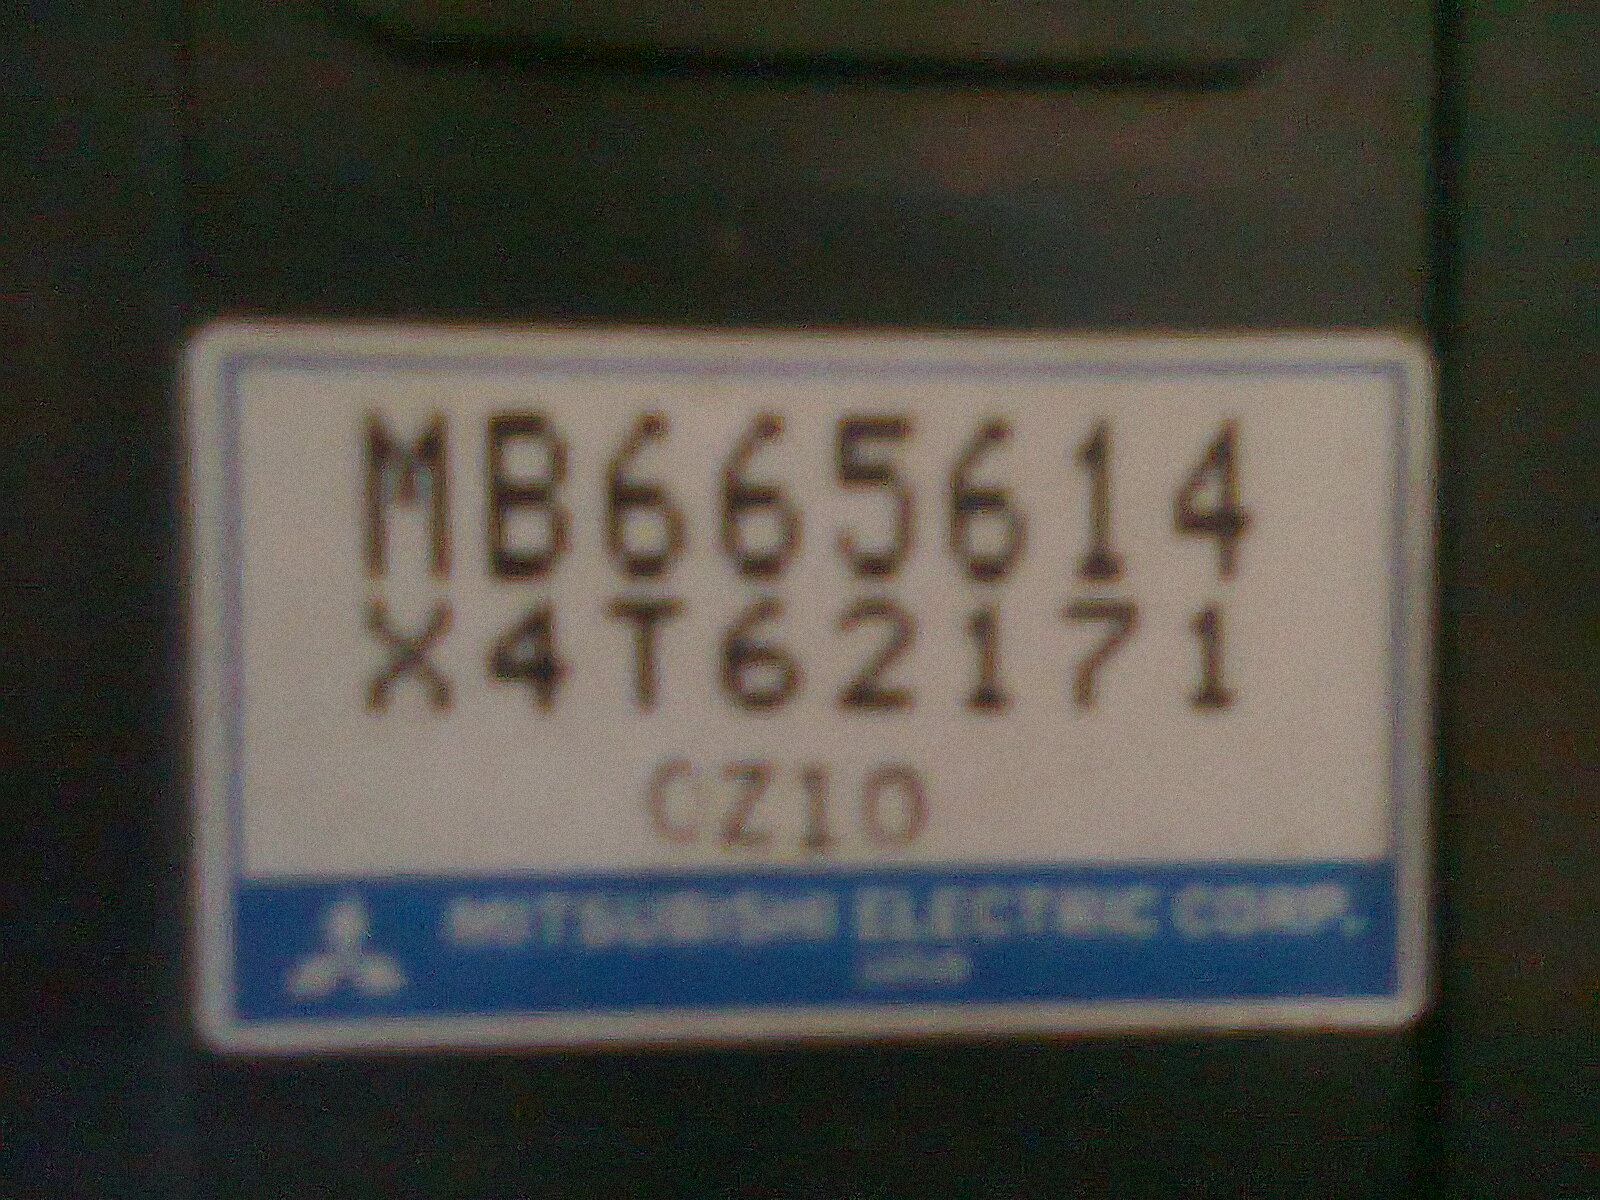 MB665614
X4T62171
CZ10
MITSUBISHI ELECTRIC CORP.